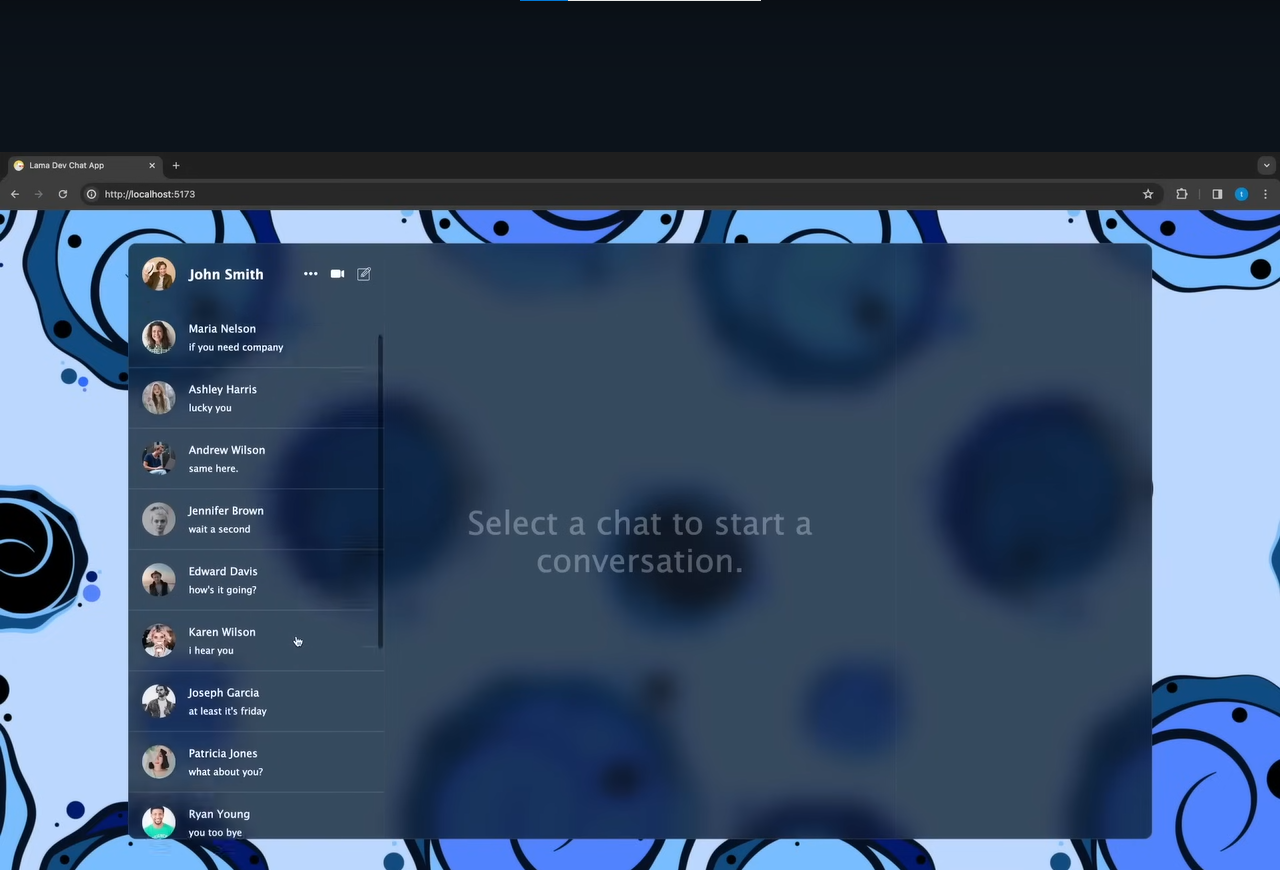 Lama Dev Chat App
http://localhost:5173
t
John Smith
Maria Nelson
if you need company
Ashley Harris
lucky you
Andrew Wilson
same here.
Jennifer Brown
wait a second
Edward Davis
how's it going?
Karen Wilson
i hear you
Joseph Garcia
at least it's friday
Patricia Jones
what about you?
Ryan Young
you too bye
Select a chat to start a
conversation.